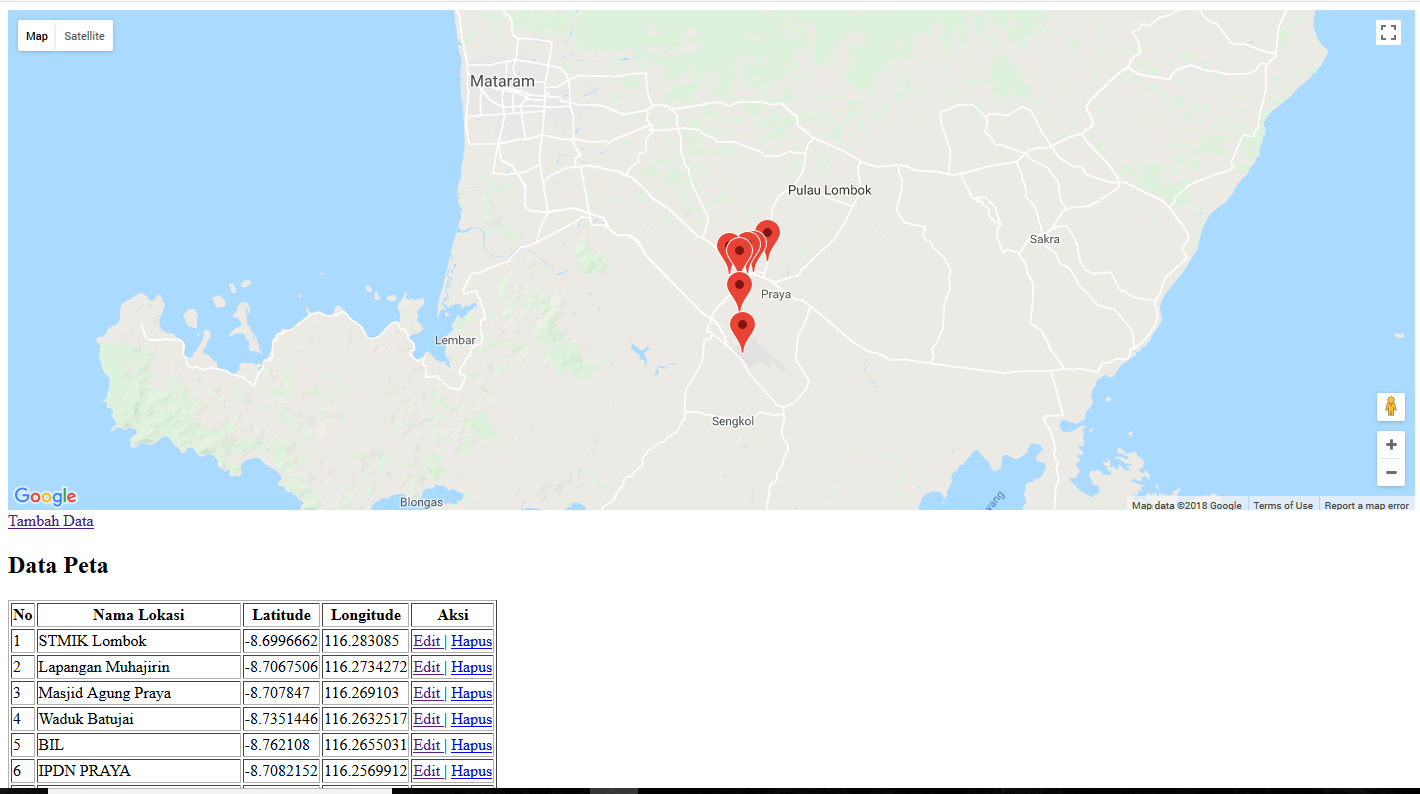 Map Satellite
Mataram
Pulau Lombok
Sakra
Praya
Lembar
Sengkol
Blongas
Google
Map data ©2018 Google Terms of Use Report a map error
Tambah Data
Data Peta
No Nama Lokasi Latitude Longitude Aksi
1 STMIK Lombok -8.6996662 116.283085 Edit | Hapus
2 Lapangan Muhajirin -8.7067506 116.2734272 Edit | Hapus
3 Masjid Agung Praya -8.707847 116.269103 Edit | Hapus
4 Waduk Batujai -8.7351446 116.2632517 Edit | Hapus
5 BIL -8.762108 116.2655031 Edit | Hapus
6 IPDN PRAYA -8.7082152 116.2569912 Edit | Hapus